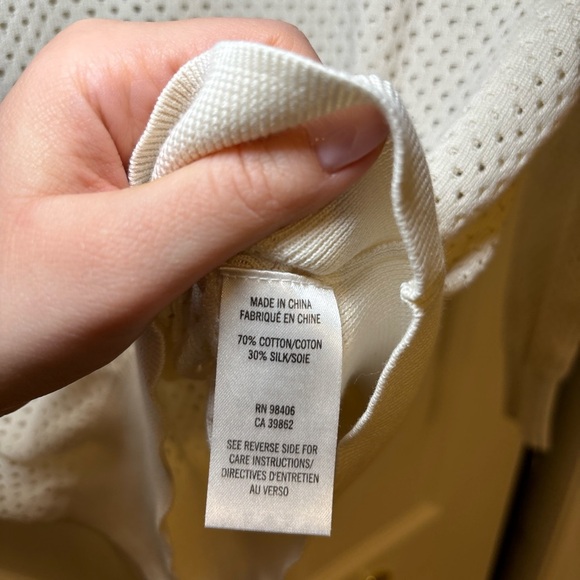 MADE IN CHINA
FABRIQUÉ EN CHINE
70% COTTON/COTON
30% SILK/SOIE
RN 98406
CA 39862
SEE REVERSE SIDE FOR
CARE INSTRUCTIONS/
DIRECTIVES D'ENTRETIEN
AU VERSO